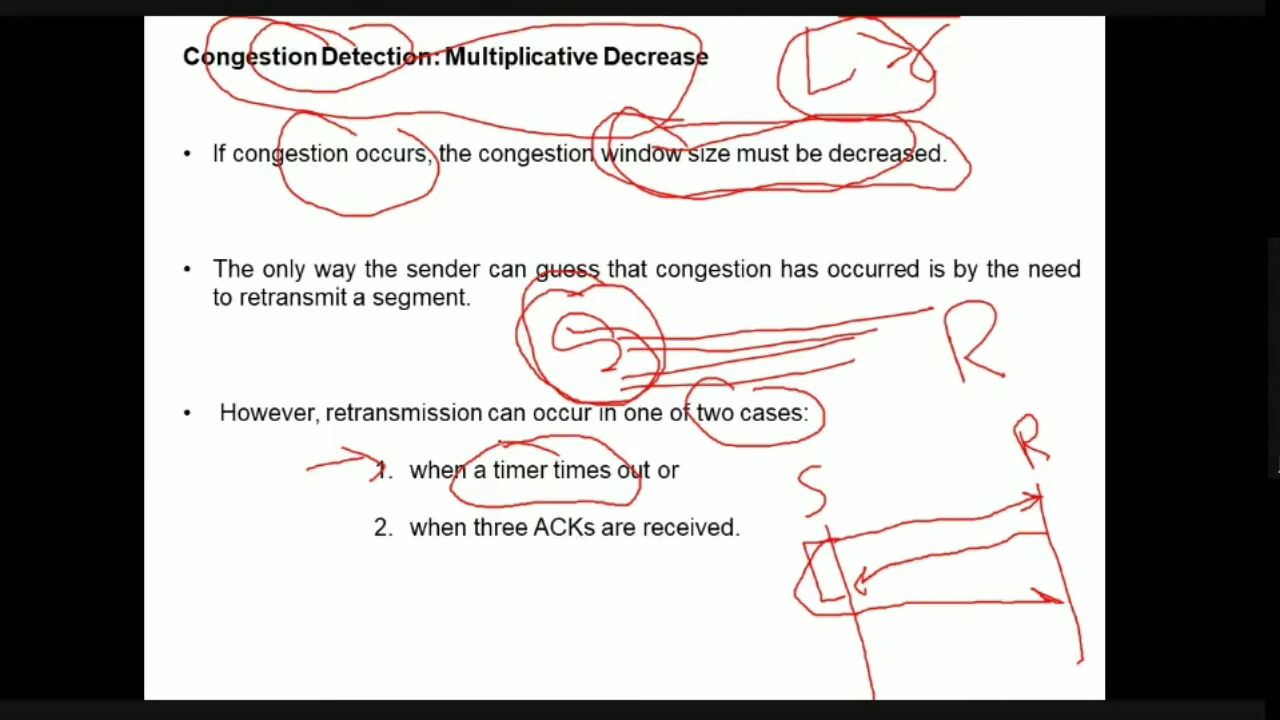 Congestion Detection: Multiplicative Decrease
• If congestion occurs, the congestion window size must be decreased.
• The only way the sender can guess that congestion has occurred is by the need
to retransmit a segment.
S R
• However, retransmission can occur in one of two cases:
1. when a timer times out or
2. when three ACKs are received.
R
S